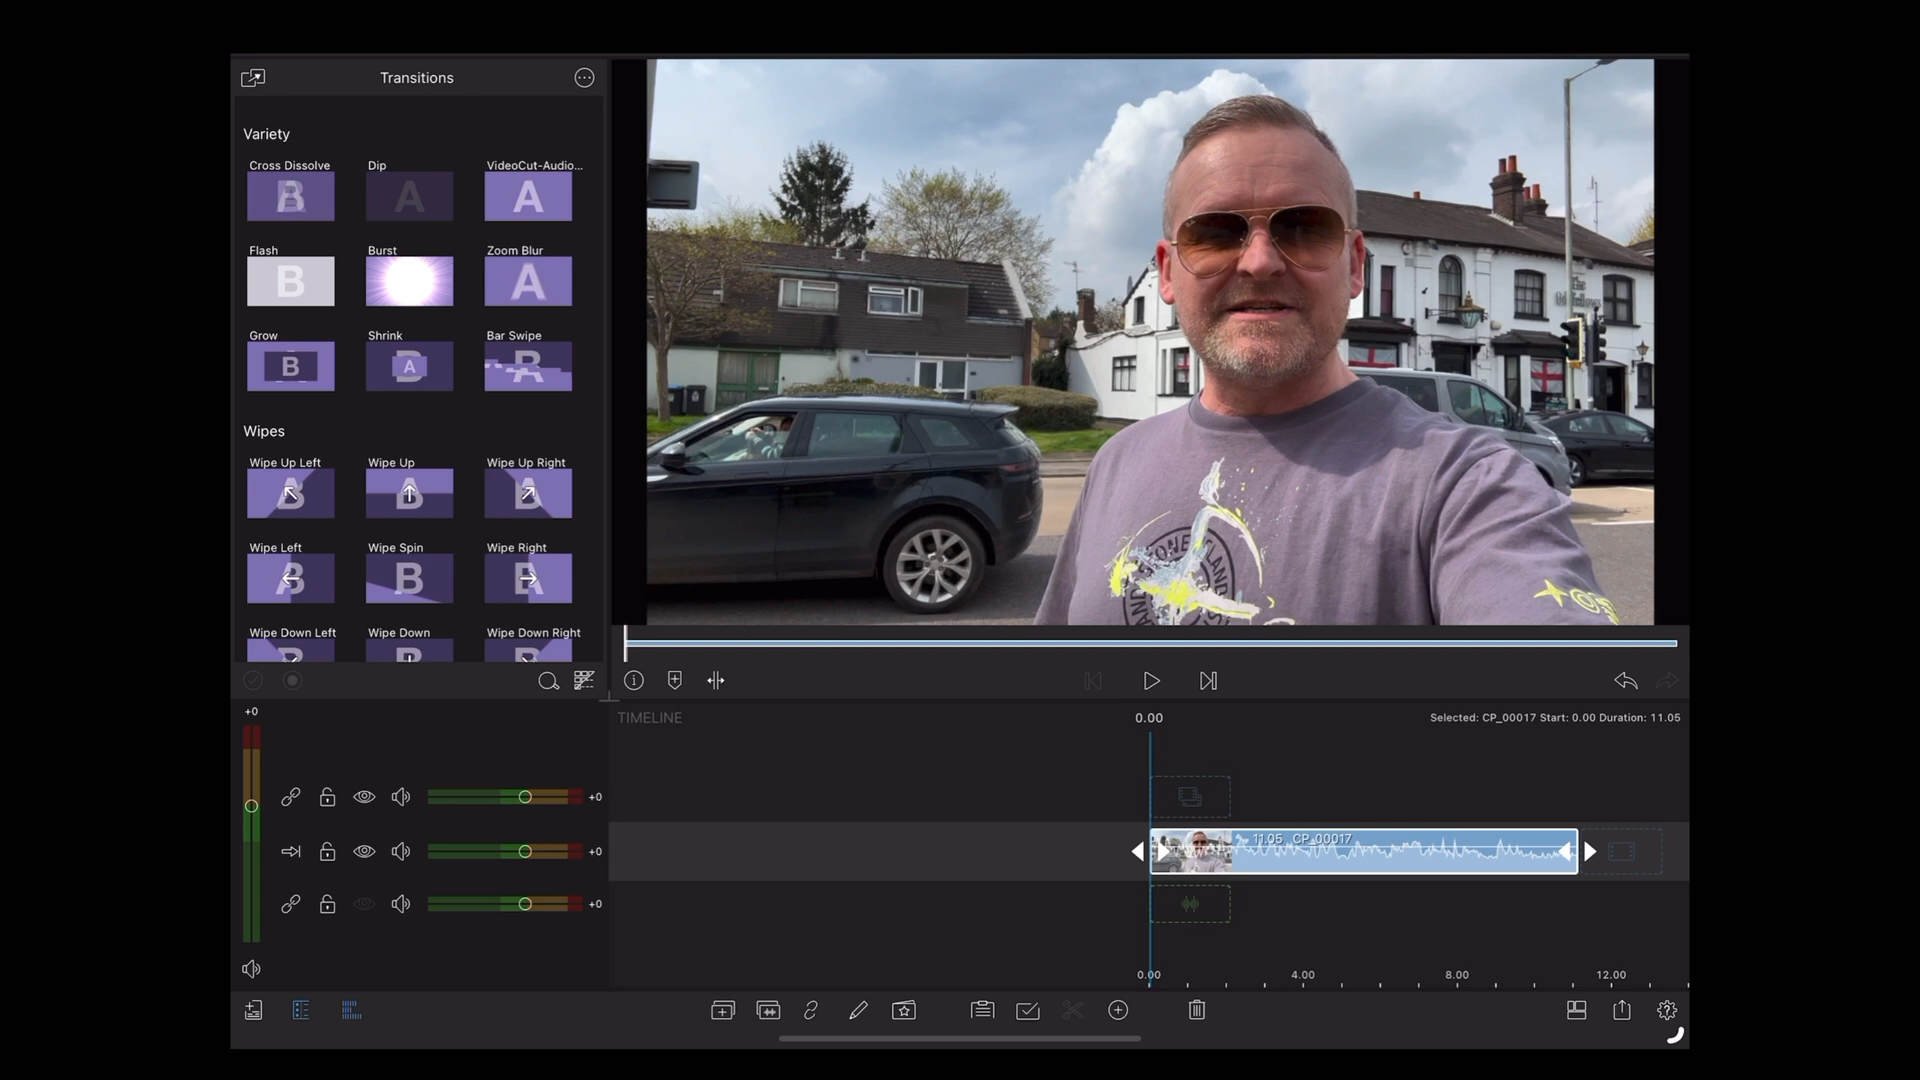 Transitions
Variety
Cross Dissolve
Dip
VideoCut-Audio...
B
A
A
Flash
Burst
Zoom Blur
B
A
Grow
Shrink
Bar Swipe
B
A
Wipes
Wipe Up Left
Wipe Up
Wipe Up Right
Wipe Left
Wipe Spin
Wipe Right
B
Wipe Down Left
Wipe Down
Wipe Down Right
The
+0
TIMELINE
0.00
Selected: CP_00017 Start: 0.00 Duration: 11.05
+0
11.05 CP_00017
+0
+0
0.00
4.00
8.00
12.00